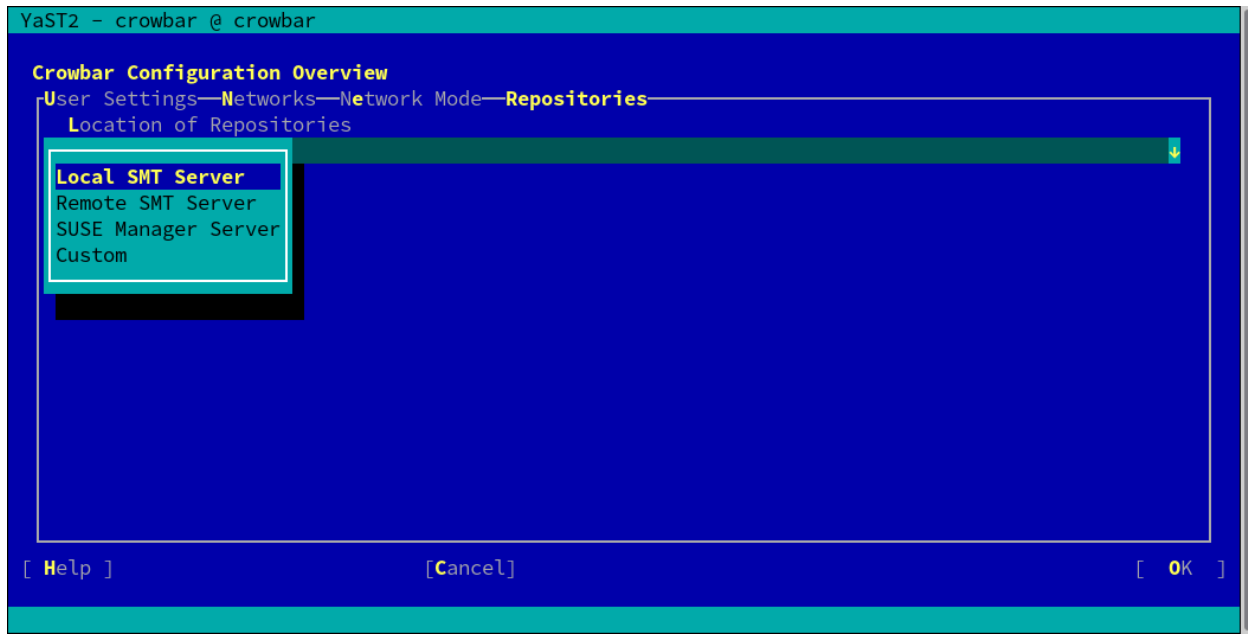 YaST2 - crowbar @ crowbar
Crowbar Configuration Overview
User Settings—Networks—Network Mode—Repositories
Location of Repositories
Local SMT Server
Remote SMT Server
SUSE Manager Server
Custom
[ Help ] [Cancel] [ OK ]